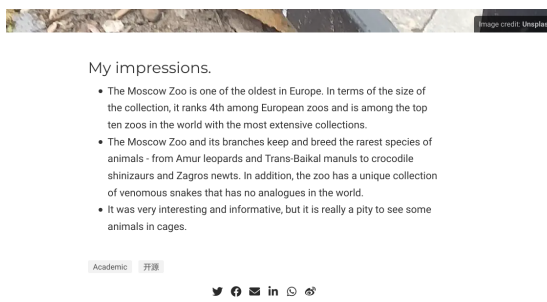 Image credit: Unsplas
My impressions.
• The Moscow Zoo is one of the oldest in Europe. In terms of the size of
the collection, it ranks 4th among European zoos and is among the top
ten zoos in the world with the most extensive collections.
• The Moscow Zoo and its branches keep and breed the rarest species of
animals - from Amur leopards and Trans-Baikal manuls to crocodile
shinizaurs and Zagros newts. In addition, the zoo has a unique collection
of venomous snakes that has no analogues in the world.
• It was very interesting and informative, but it is really a pity to see some
animals in cages.
Academic 开源